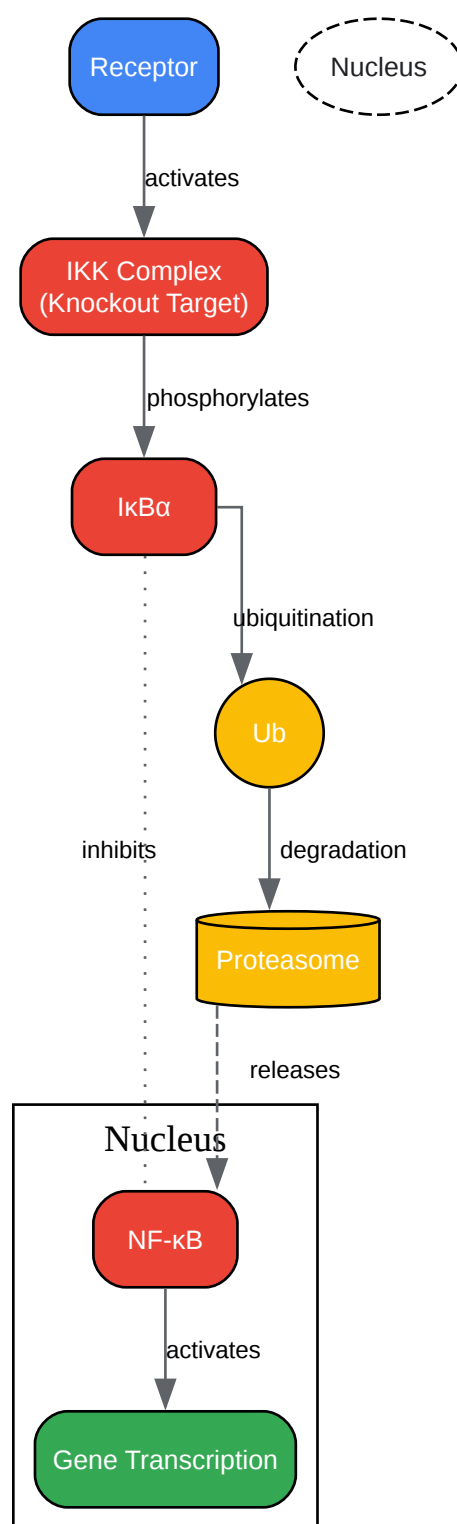 Receptor
Nucleus
activates
IKK Complex
(Knockout Target)
phosphorylates
IκBα
ubiquitination
Ub
inhibits
degradation
Proteasome
releases
Nucleus
NF-κB
activates
Gene Transcription